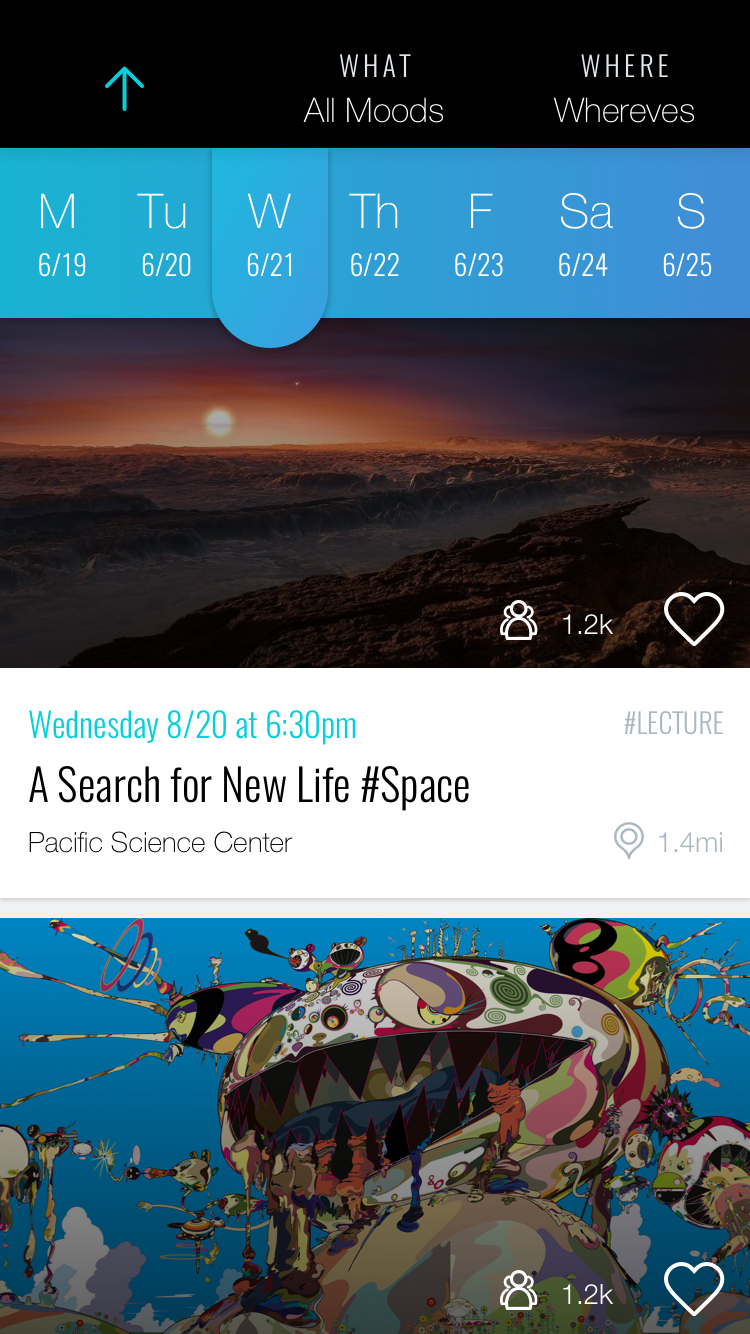 WHAT WHERE
All Moods Whereves
M Tu W Th F Sa S
6/19 6/20 6/21 6/22 6/23 6/24 6/25
1.2k
Wednesday 8/20 at 6:30pm #LECTURE
A Search for New Life #Space
Pacific Science Center 1.4mi
1.2k